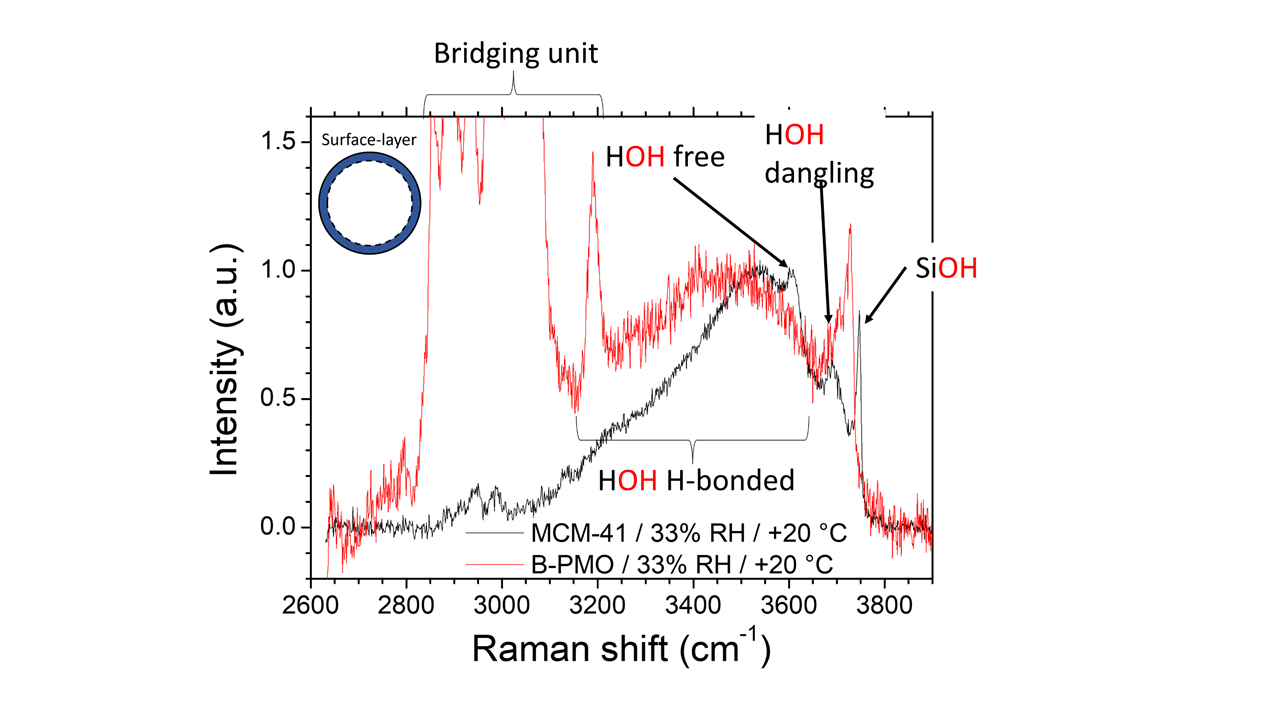 Bridging unit
Surface-layer
HOH free
HOH
dangling
SiOH
HOH H-bonded
MCM-41 / 33% RH / +20 °C
B-PMO / 33% RH / +20 °C
1.5
1.0
0.5
0.0
Intensity (a.u.)
2600 2800 3000 3200 3400 3600 3800
Raman shift (cm⁻¹)